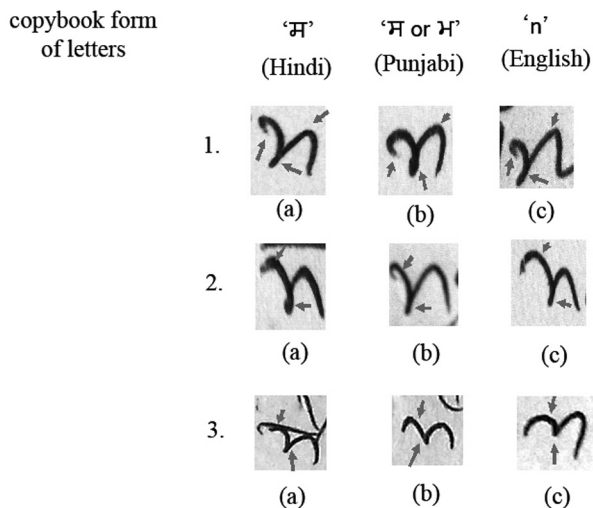 copybook form of letters
‘ਸ’ ‘ਸ or ਮ’ ‘n’
(Hindi) (Punjabi) (English)
1.
(a) (b) (c)
2.
(a) (b) (c)
3.
(a) (b) (c)